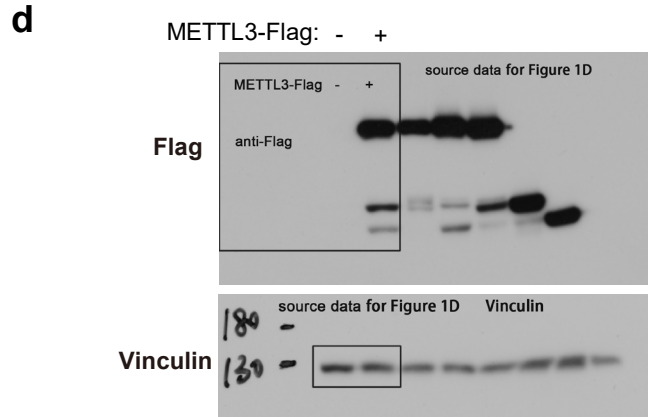 d
METTL3-Flag: - +
source data for Figure 1D
METTL3-Flag - +
Flag
anti-Flag
source data for Figure 1D Vinculin
180 -
Vinculin
130 -